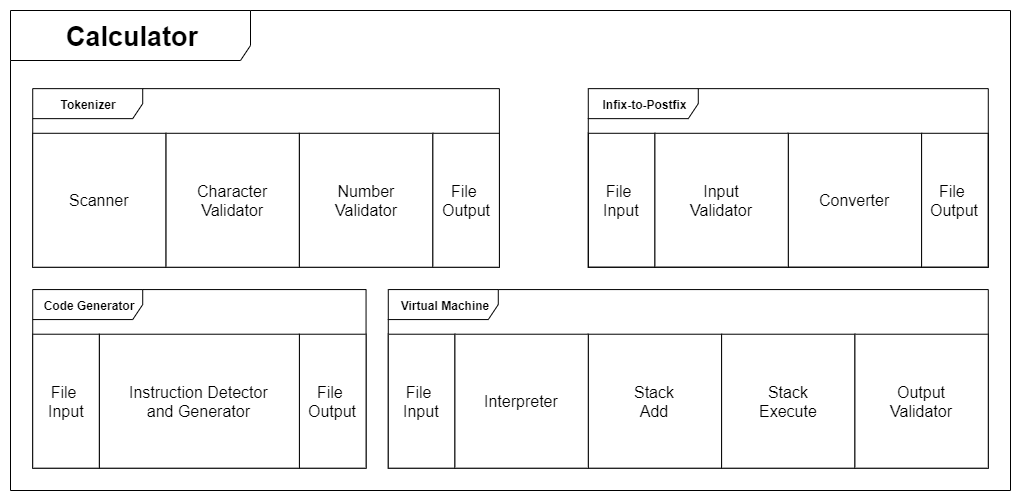 Calculator
Tokenizer
Scanner
Character
Validator
Number
Validator
File
Output
Infix-to-Postfix
File
Input
Input
Validator
Converter
File
Output
Code Generator
File
Input
Instruction Detector
and Generator
File
Output
Virtual Machine
File
Input
Interpreter
Stack
Add
Stack
Execute
Output
Validator